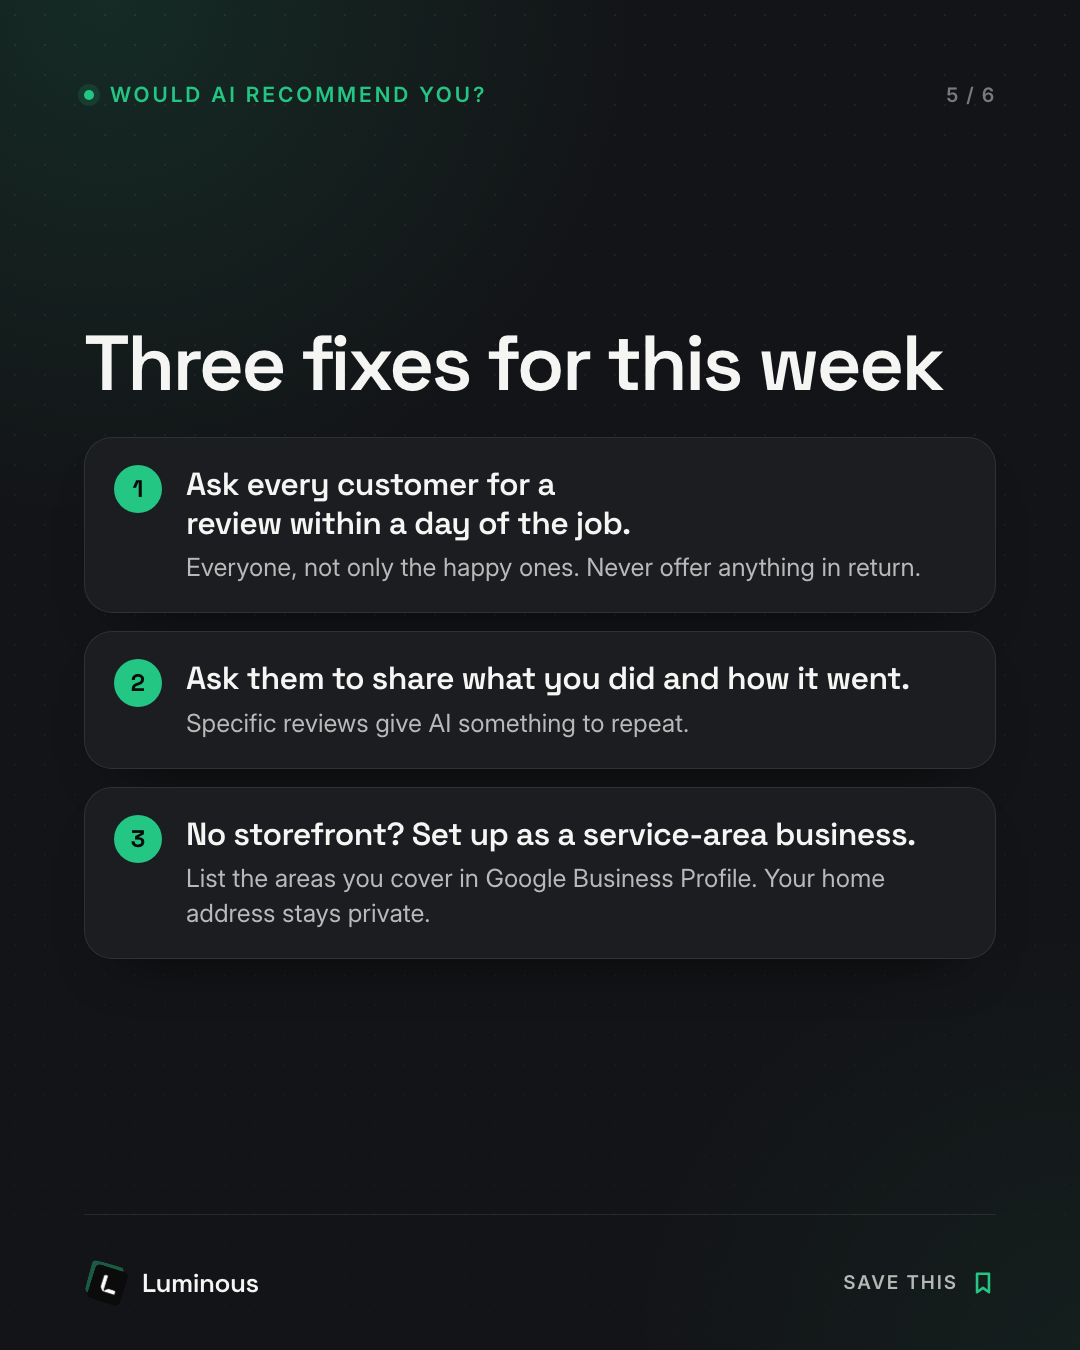 WOULD AI RECOMMEND YOU?
5 / 6
Three fixes for this week
1
Ask every customer for a
review within a day of the job.
Everyone, not only the happy ones. Never offer anything in return.
2
Ask them to share what you did and how it went.
Specific reviews give AI something to repeat.
3
No storefront? Set up as a service-area business.
List the areas you cover in Google Business Profile. Your home
address stays private.
L
Luminous
SAVE THIS